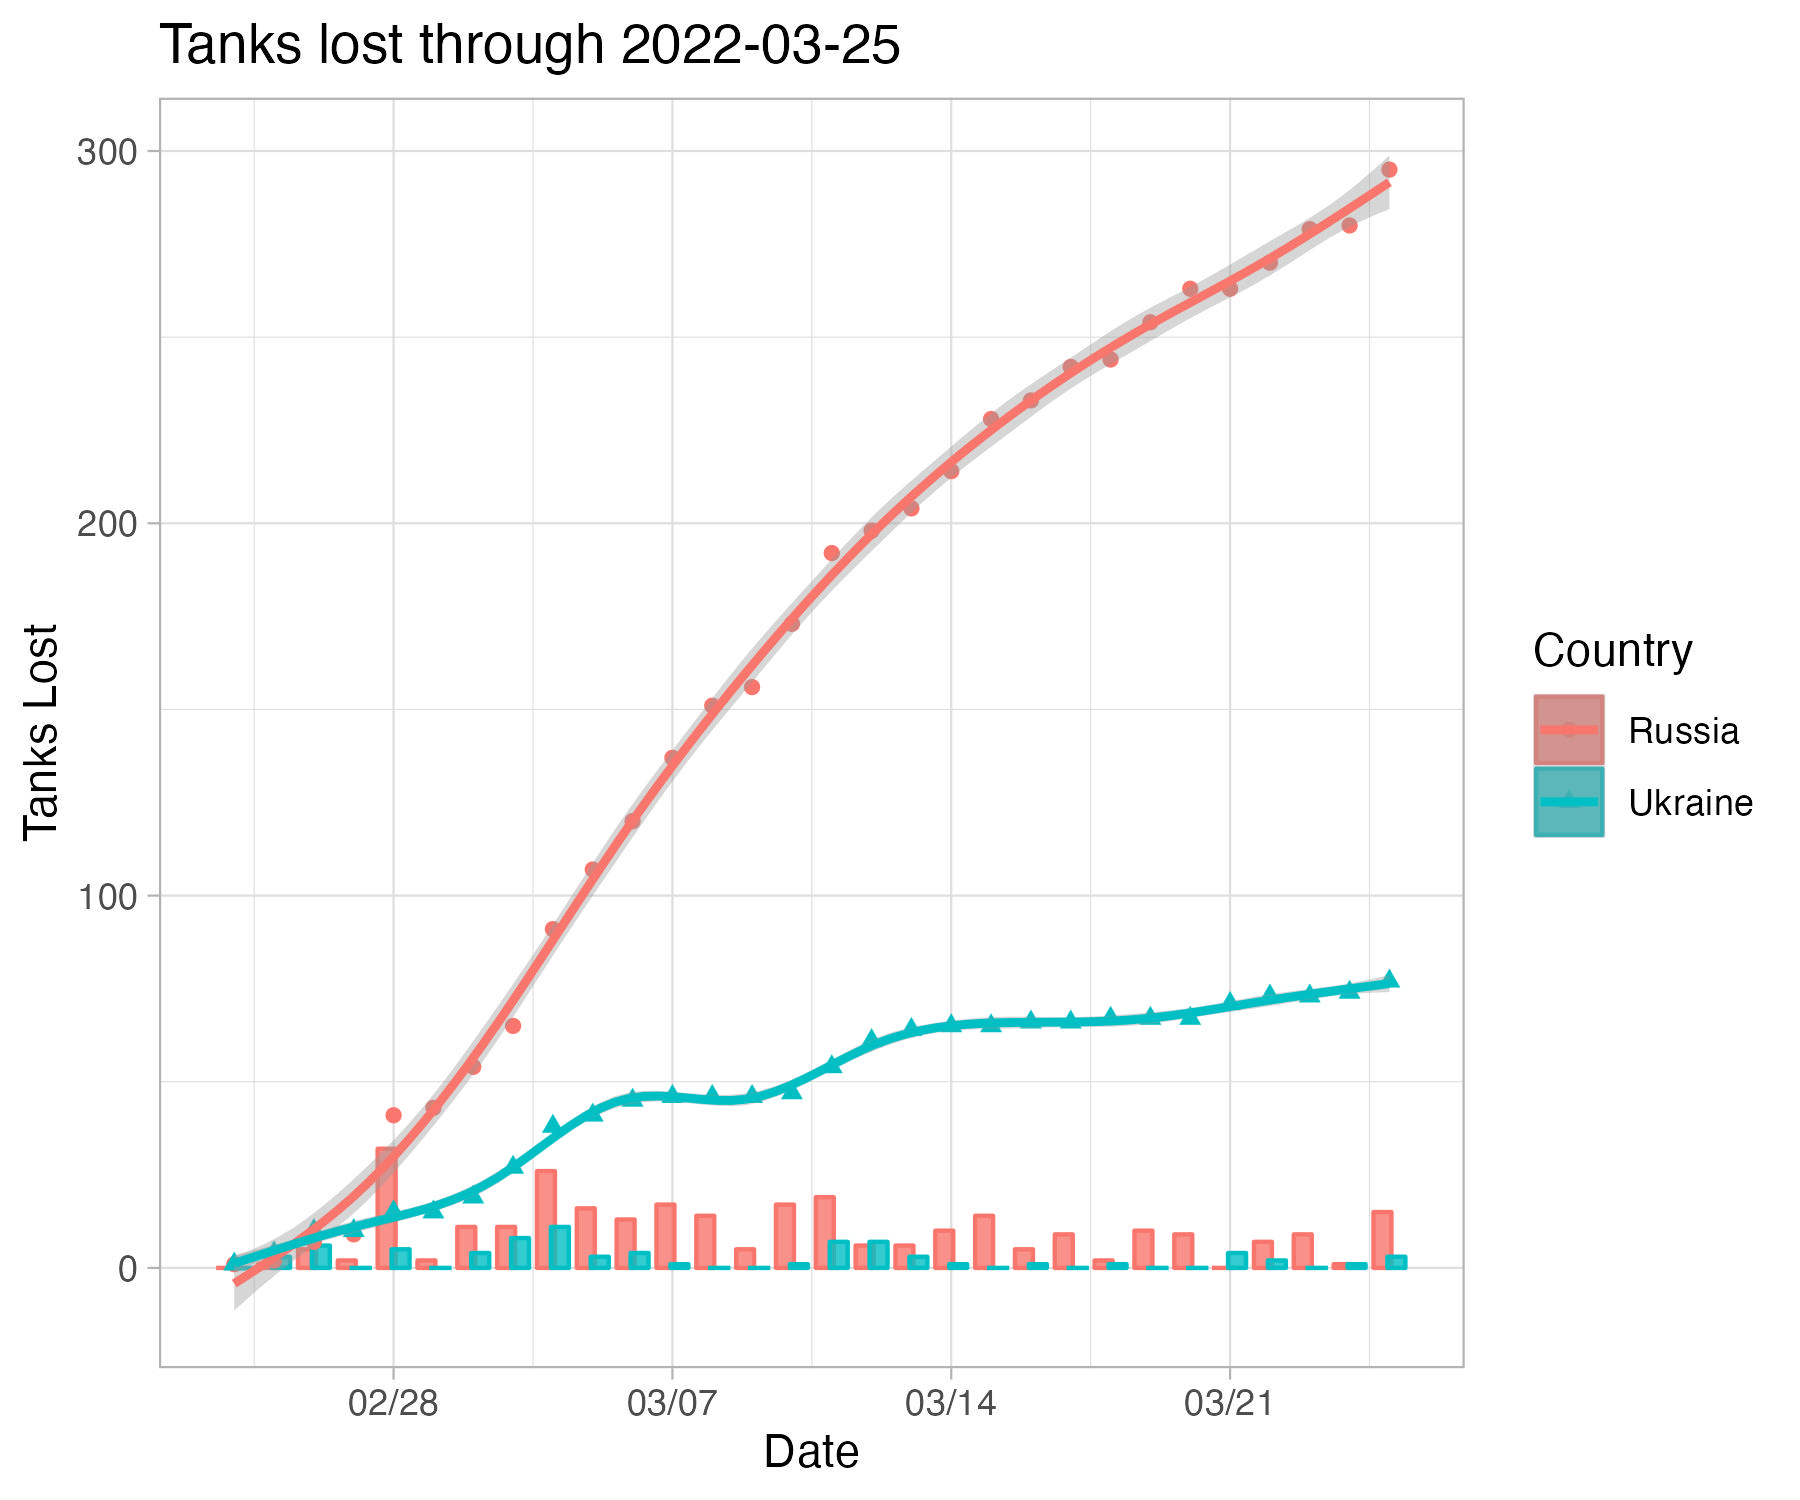 Tanks lost through 2022-03-25
300
200
100
0
Tanks Lost
02/28
03/07
03/14
03/21
Date
Country
Russia
Ukraine